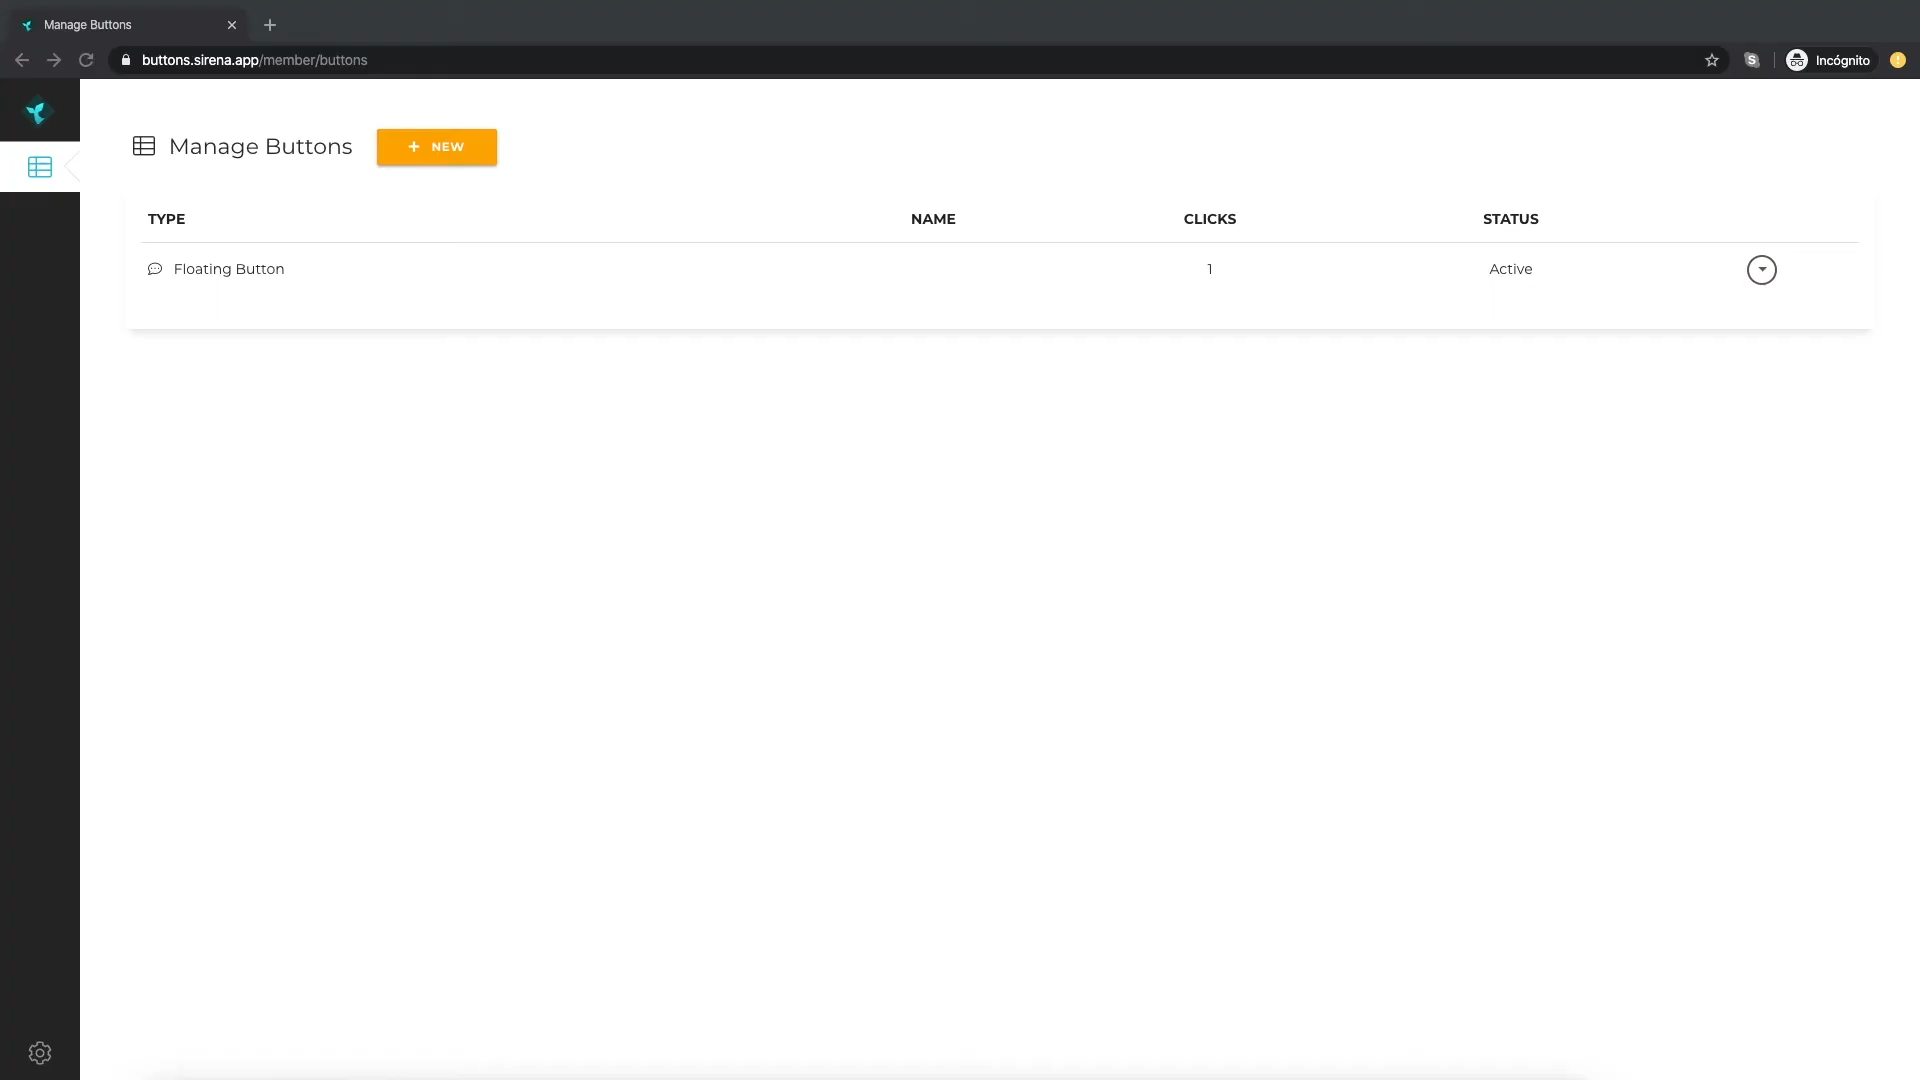 Manage Buttons
buttons.sirena.app/member/buttons
S
Incógnito
Manage Buttons
+ NEW
TYPE NAME CLICKS STATUS
Floating Button 1 Active